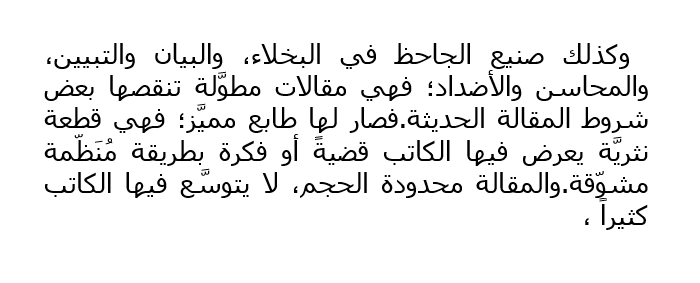 وكذلك صنيع الجاحظ في البخلاء، والبيان والتبيين،
والمحاسن والأضداد؛ فهي مقالات مطوَّلة تنقصها بعض
شروط المقالة الحديثة.فصار لها طابع مميَّز؛ فهي قطعة
نثريَّة يعرض فيها الكاتب قضيةً أو فكرة بطريقة مُنَظّمة
مشوّقة.والمقالة محدودة الحجم، لا يتوسَّع فيها الكاتب
كثيراً ،